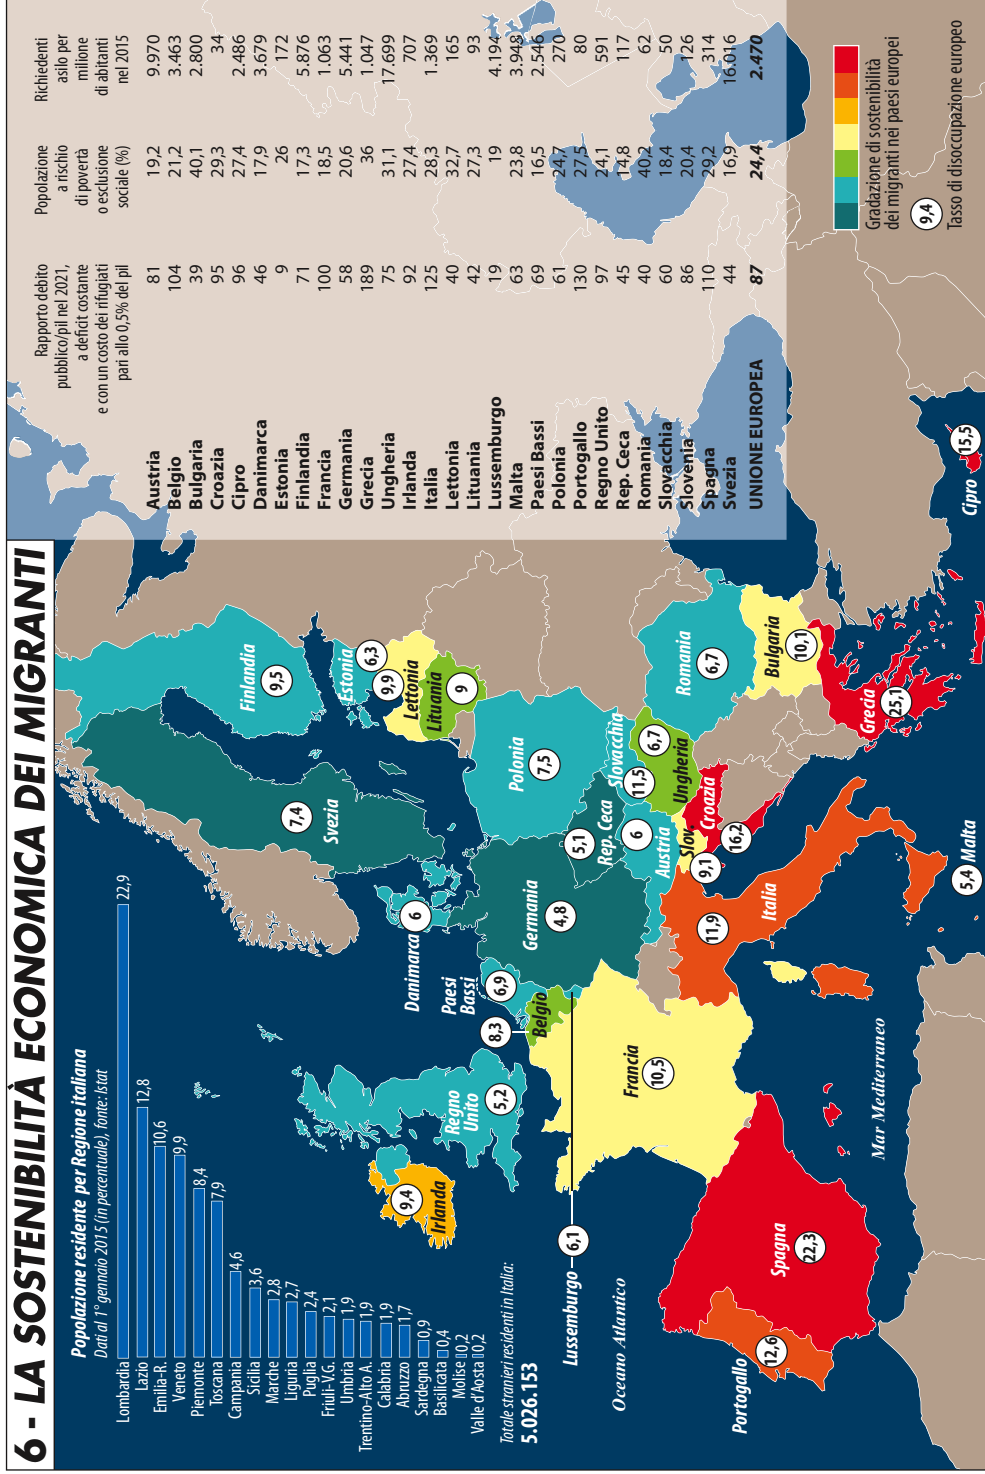 6 - LA SOSTENIBILITÀ ECONOMICA DEI MIGRANTI
Popolazione residente per Regione italiana
Dati al 1° gennaio 2015 (in percentuale), fonte: Istat
Lombardia 22,9
Lazio 12,8
Emilia-R. 10,6
Veneto 9,9
Piemonte 8,4
Toscana 7,9
Campania 4,6
Sicilia 3,6
Marche 2,8
Liguria 2,7
Puglia 2,4
Friuli-V.G. 2,1
Umbria 1,9
Trentino-Alto A. 1,9
Calabria 1,9
Abruzzo 1,7
Sardegna 0,9
Basilicata 0,4
Molise 0,2
Valle d'Aosta 0,2
Totale stranieri residenti in Italia:
5.026.153
Rapporto debito
pubblico/pil nel 2021,
a deficit costante
e con un costo dei rifugiati
pari allo 0,5% del pil
Popolazione
a rischio
di povertà
o esclusione
sociale (%)
Richiedenti
asilo per
milione
di abitanti
nel 2015
Austria 81 19,2 9.970
Belgio 104 21,2 3.463
Bulgaria 39 40,1 2.800
Croazia 95 29,3 34
Cipro 96 27,4 2.486
Danimarca 46 17,9 3.679
Estonia 9 26 172
Finlandia 71 17,3 5.876
Francia 100 18,5 1.063
Germania 58 20,6 5.441
Grecia 189 36 1.047
Ungheria 75 31,1 17.699
Irlanda 92 27,4 707
Italia 125 28,3 1.369
Lettonia 40 32,7 165
Lituania 42 27,3 93
Lussemburgo 19 19 4.194
Malta 63 23,8 3.948
Paesi Bassi 69 16,5 2.546
Polonia 61 24,7 270
Portogallo 130 27,5 80
Regno Unito 97 24,1 591
Rep. Ceca 45 14,8 117
Romania 40 40,2 62
Slovacchia 60 18,4 50
Slovenia 86 20,4 126
Spagna 110 29,2 314
Svezia 44 16,9 16.016
UNIONE EUROPEA 87 24,4 2.470
Finlandia
9,5
Estonia
6,3
9,9
Lettonia
Lituania
9
Svezia
7,4
Danimarca
6
Paesi
Bassi
6,9
8,3
Belgio
Regno
Unito
5,2
Irlanda
9,4
Lussemburgo
6,1
Germania
4,8
Polonia
7,5
Rep. Ceca
5,1
Slovacchia
11,5
Austria
6
Ungheria
6,7
Romania
6,7
Slov.
9,1
Croazia
16,2
Bulgaria
10,1
Grecia
25,1
Francia
10,5
Italia
11,9
Spagna
22,3
Portogallo
12,6
5,4
Malta
Cipro
15,5
Oceano Atlantico
Mar Mediterraneo
Gradazione di sostenibilità
dei migranti nei paesi europei
9,4
Tasso di disoccupazione europeo